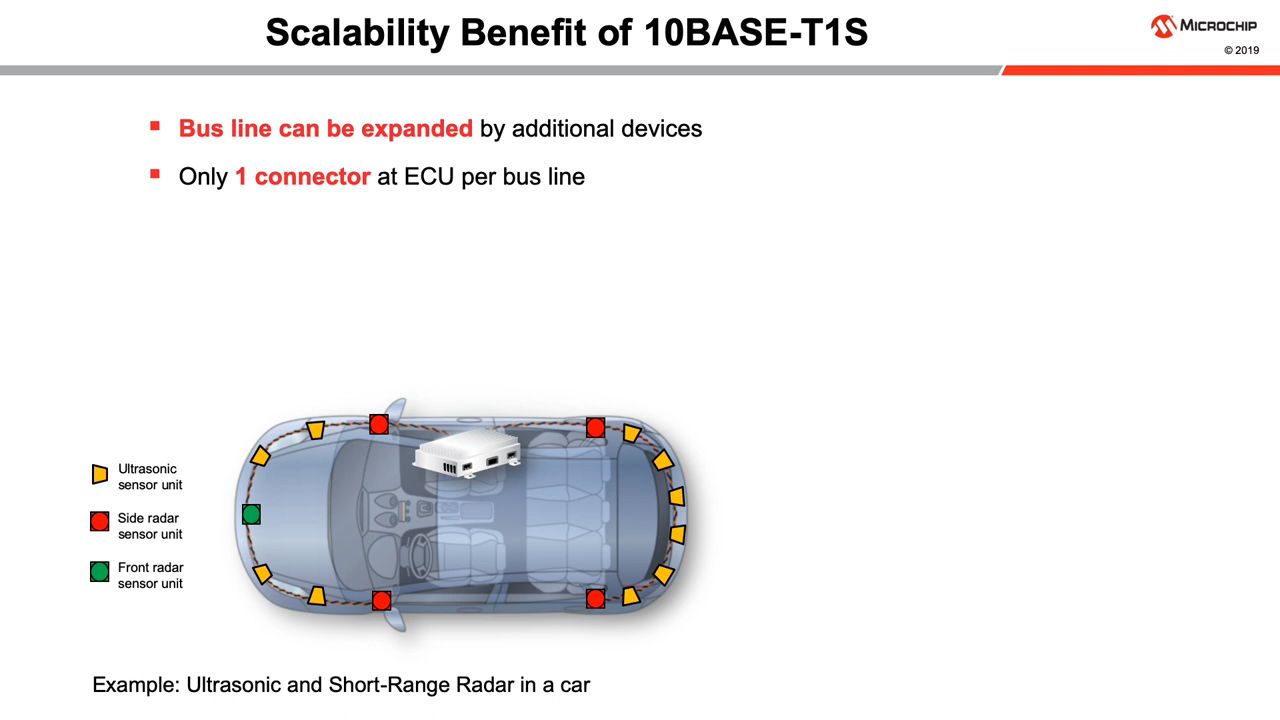 Scalability Benefit of 10BASE-T1S
MICROCHIP
© 2019
Bus line can be expanded by additional devices
Only 1 connector at ECU per bus line
Ultrasonic
sensor unit
Side radar
sensor unit
Front radar
sensor unit
Example: Ultrasonic and Short-Range Radar in a car